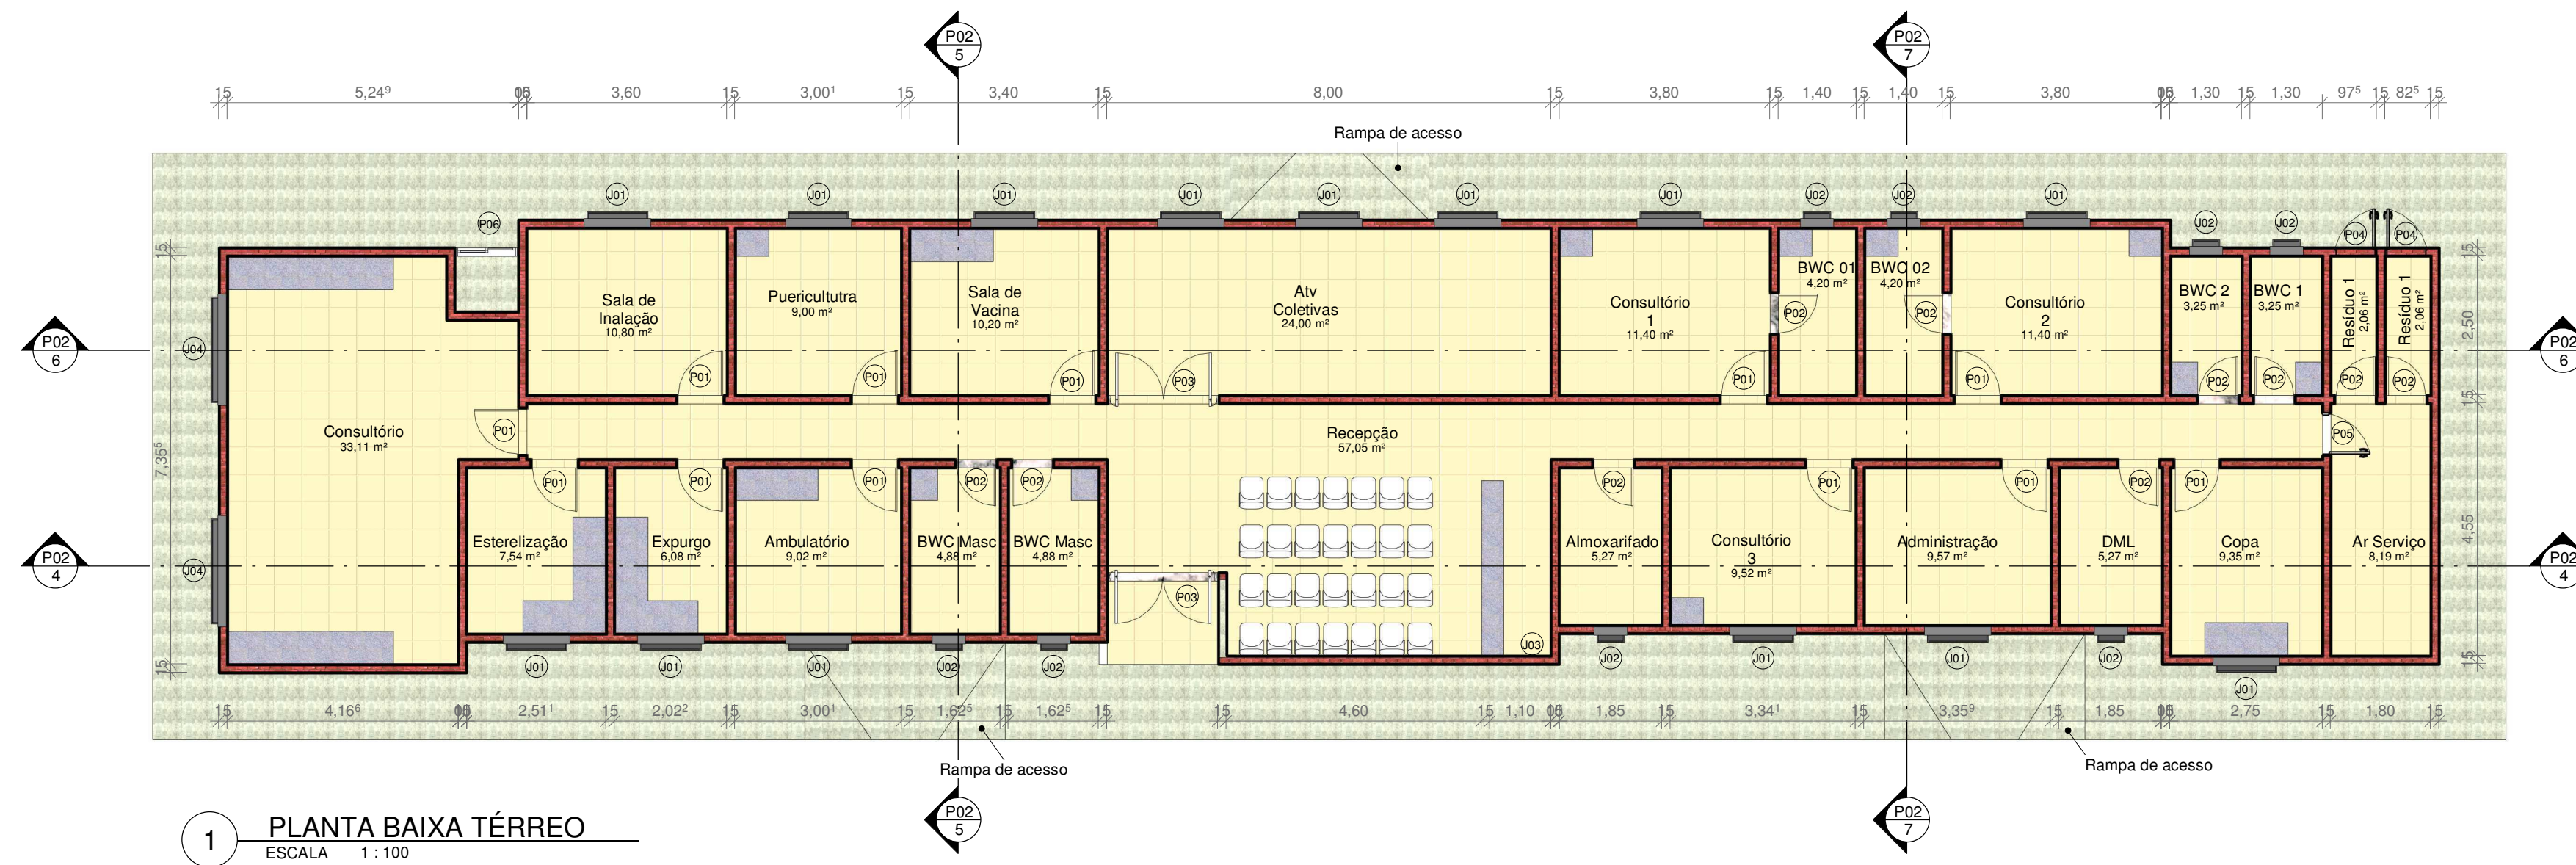 P02
5
P02
7
15 5,24⁹ 15 3,60 15 3,00¹ 15 3,40 15 8,00 15 3,80 15 1,40 15 1,40 15 3,80 1,30 15 1,30 97⁵ 15 82⁵ 15
Rampa de acesso
J01 J01 J01 J01 J01 J01 J01 J02 J02 J01
P06 J02 J02 P04 P04
15 15
Sala de
Inalação
10,80 m²
Puericultutra
9,00 m²
Sala de
Vacina
10,20 m²
Atv
Coletivas
24,00 m²
Consultório
1
11,40 m²
BWC 01
4,20 m²
BWC 02
4,20 m²
Consultório
2
11,40 m²
BWC 2
3,25 m²
BWC 1
3,25 m²
Resíduo 1
2,06 m²
Resíduo 1
2,06 m²
P02 P02
2,50
P02
6
J04
P02
6
P01 P01 P01 P03 P01 P01 P02 P02 P02 P02
15
Consultório
33,11 m²
P01
Recepção
57,05 m²
P05
7,35⁵
P01 P01 P01 P02 P02 P02 P01 P01 P02 P01
4,55
Esterelização
7,54 m²
Expurgo
6,08 m²
Ambulatório
9,02 m²
BWC Masc
4,88 m²
BWC Masc
4,88 m²
Almoxarifado
5,27 m²
Consultório
3
9,52 m²
Administração
9,57 m²
DML
5,27 m²
Copa
9,35 m²
Ar Serviço
8,19 m²
P02
4
J04
P02
4
P03
J03
15 15
J01 J01 J01 J02 J02 J02 J01 J01 J02
J01
15 4,16⁶ 2,51¹ 15 2,02² 15 3,00¹ 15 1,62⁵ 15 1,62⁵ 15 15 4,60 15 1,10 1,85 15 3,34¹ 15 3,35⁹ 15 1,85 2,75 15 1,80 15
Rampa de acesso
Rampa de acesso
P02
5
P02
7
1 PLANTA BAIXA TÉRREO
ESCALA 1 : 100